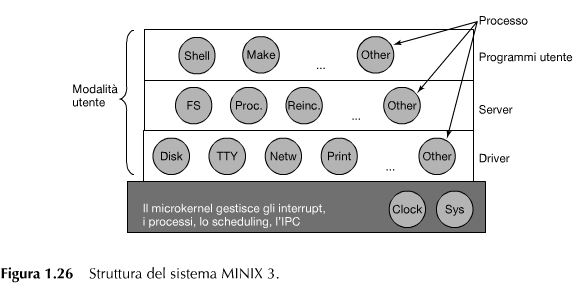 Processo
Shell Make ... Other
Programmi utente
Modalità
utente
FS Proc. Reinc. ... Other
Server
Disk TTY Netw Print ... Other
Driver
Il microkernel gestisce gli interrupt,
i processi, lo scheduling, l'IPC
Clock Sys
Figura 1.26 Struttura del sistema MINIX 3.